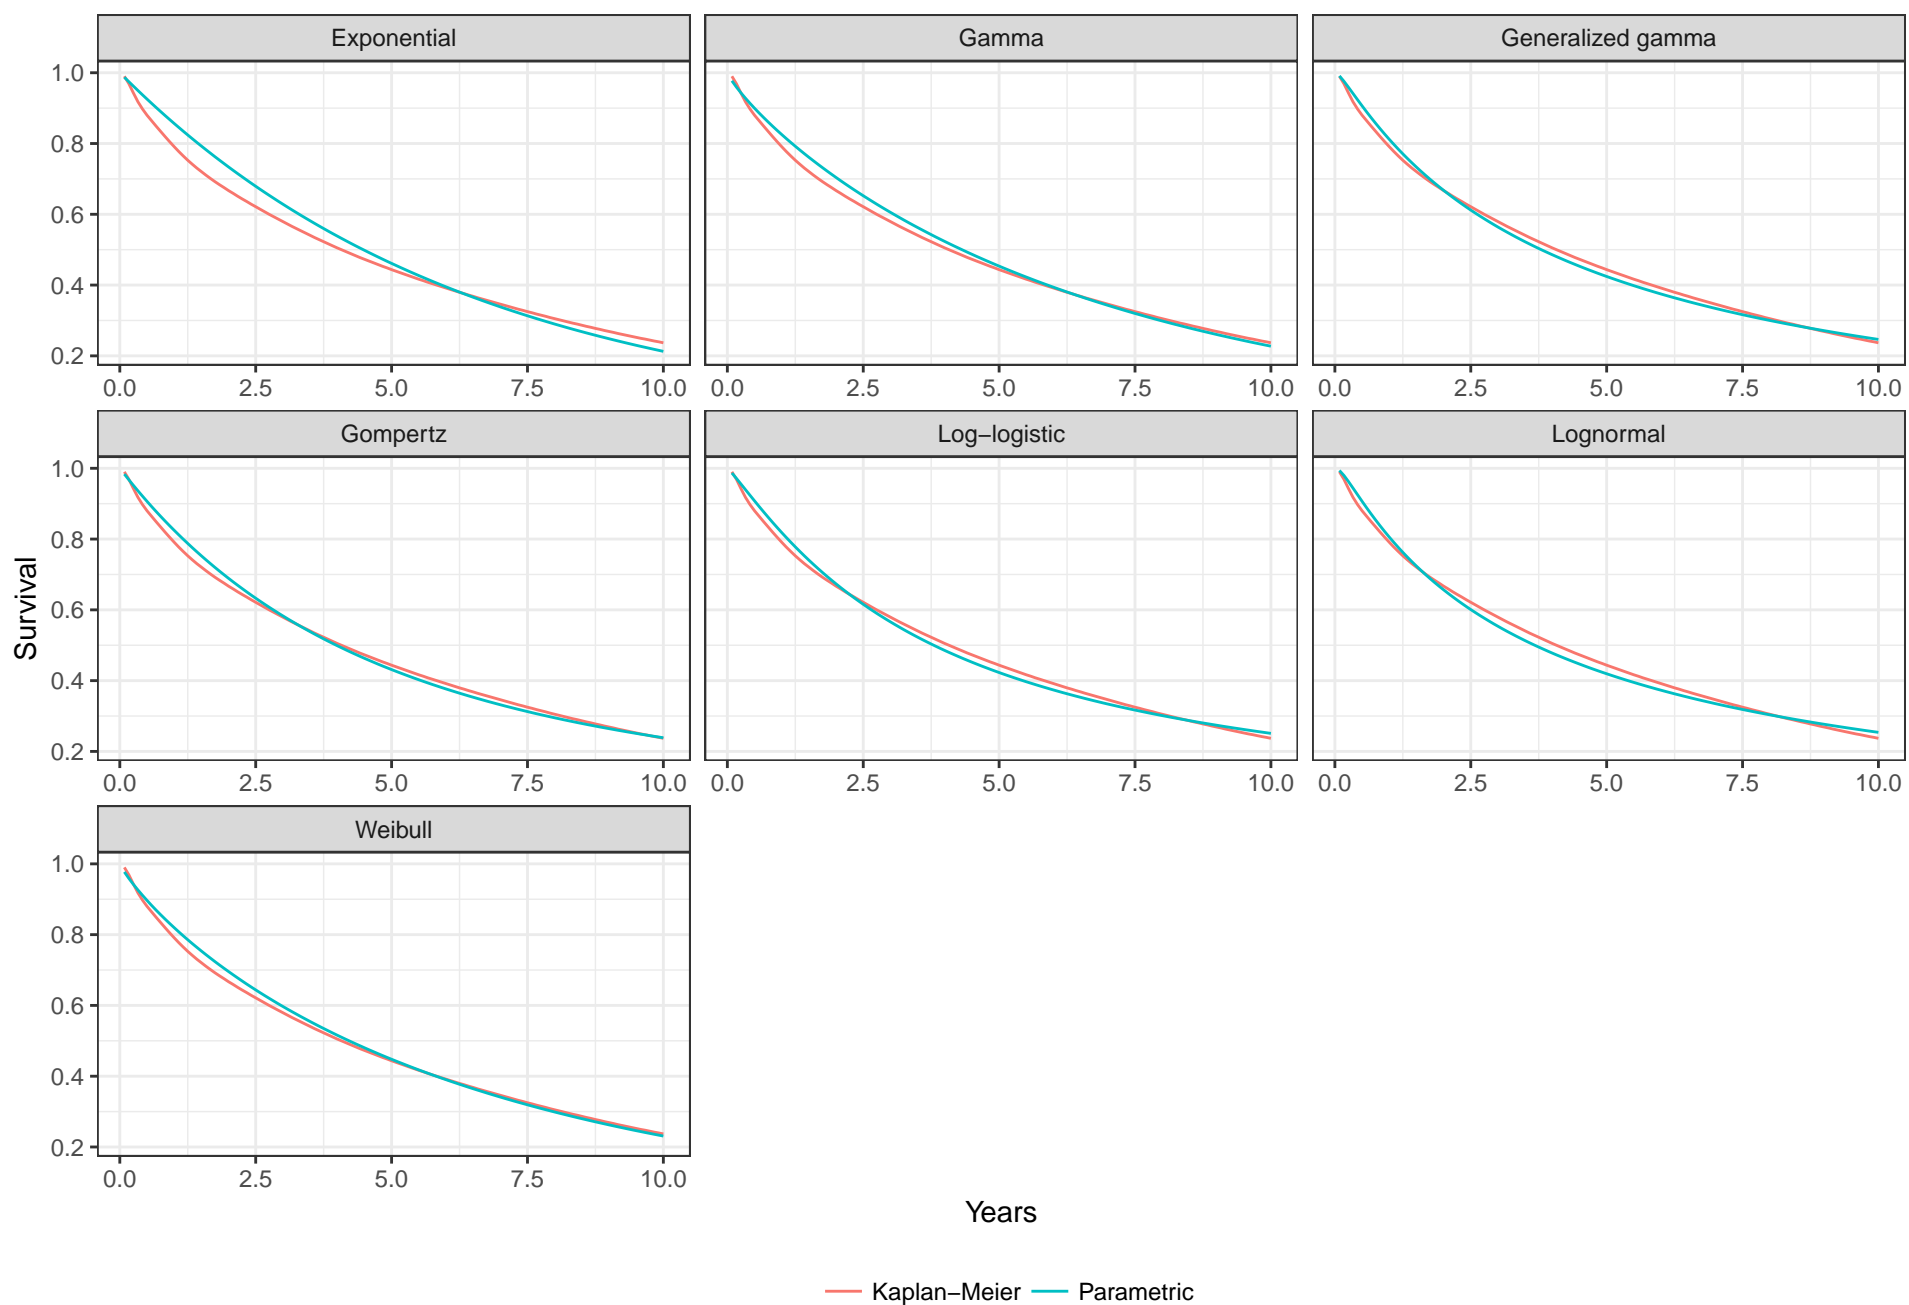 Exponential Gamma Generalized gamma
1.0
0.8
0.6
0.4
0.2
0.0 2.5 5.0 7.5 10.0 0.0 2.5 5.0 7.5 10.0 0.0 2.5 5.0 7.5 10.0
Gompertz Log−logistic Lognormal
1.0
0.8
0.6
0.4
0.2
0.0 2.5 5.0 7.5 10.0 0.0 2.5 5.0 7.5 10.0 0.0 2.5 5.0 7.5 10.0
Survival
Weibull
1.0
0.8
0.6
0.4
0.2
0.0 2.5 5.0 7.5 10.0
Years
Kaplan−Meier Parametric